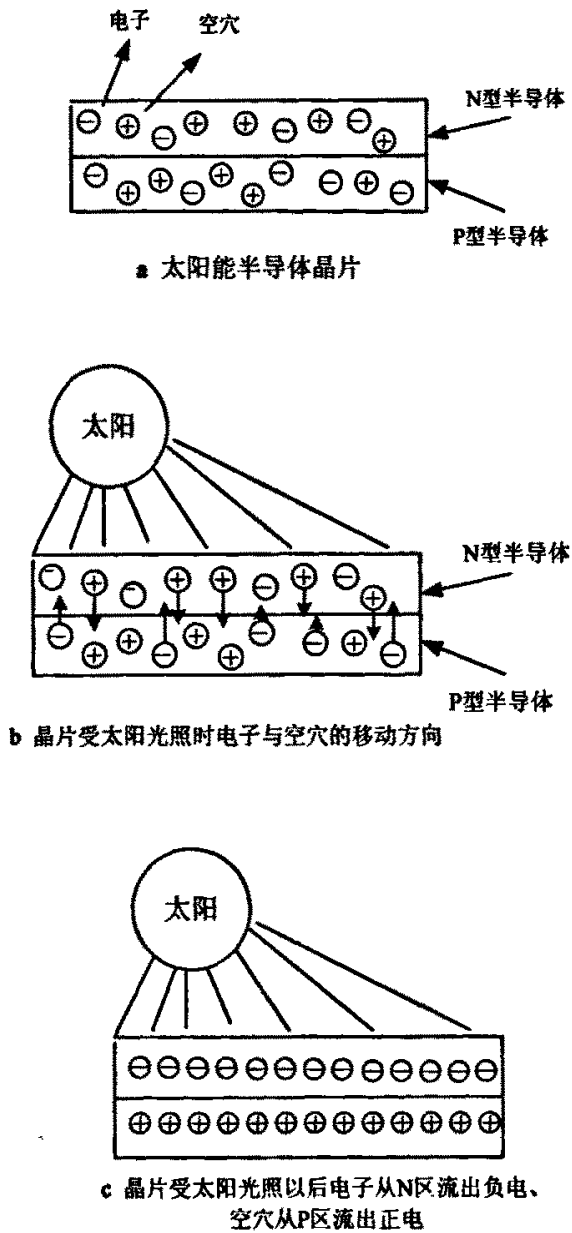 电子
空穴
N型半导体
P型半导体
a 太阳能半导体晶片
太阳
N型半导体
P型半导体
b 晶片受太阳光照时电子与空穴的移动方向
太阳
c 晶片受太阳光照以后电子从N区流出负电、
空穴从P区流出正电